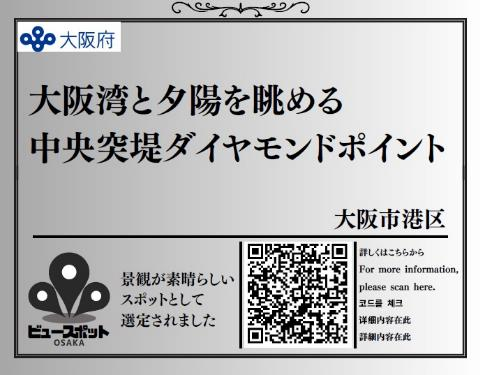 大阪府
大阪湾と夕陽を眺める
中央突堤ダイヤモンドポイント
大阪市港区
ビュースポット
OSAKA
景観が素晴らしい
スポットとして
選定されました
詳しくはこちらから
For more information,
please scan here.
코드를 체크
详细内容在此
詳細內容在此